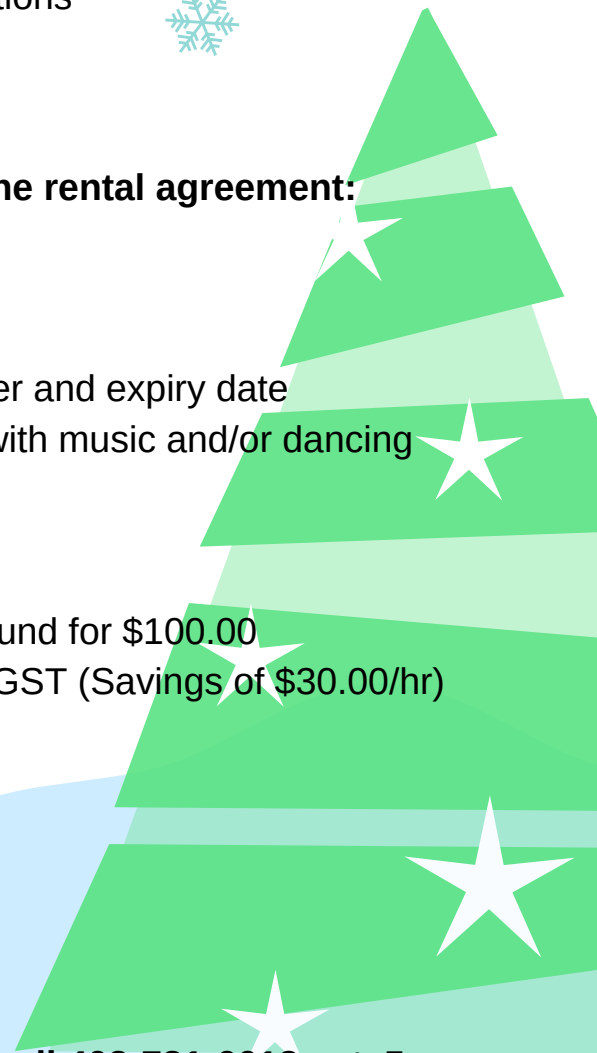 tions
he rental agreement:
er and expiry date
with music and/or dancing
und for $100.00
GST (Savings of $30.00/hr)